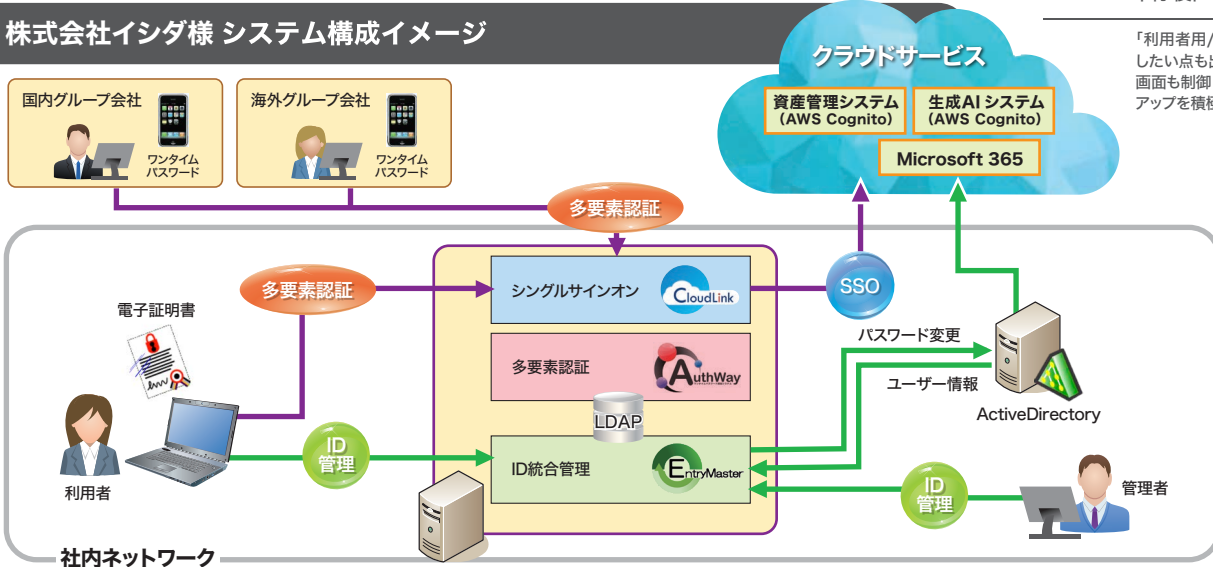 株式会社イシダ様 システム構成イメージ
「利用者用/
したい点も
画面も制御
アップを積極
クラウドサービス
資産管理システム
(AWS Cognito)
生成AI システム
(AWS Cognito)
Microsoft 365
国内グループ会社
ワンタイム
パスワード
海外グループ会社
ワンタイム
パスワード
多要素認証
多要素認証
電子証明書
シングルサインオン
CloudLink
SSO
多要素認証
AuthWay
LDAP
パスワード変更
ユーザー情報
ActiveDirectory
ID
管理
ID統合管理
EntryMaster
利用者
ID
管理
管理者
社内ネットワーク